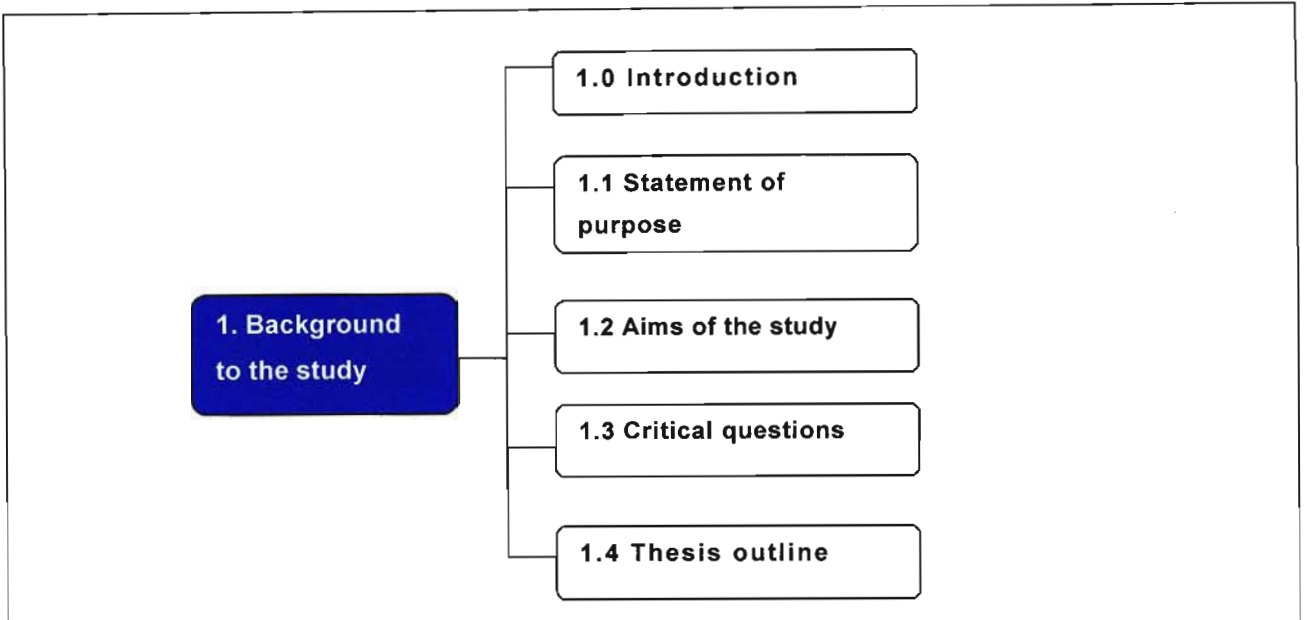 1. Background
to the study
1.0 Introduction
1.1 Statement of
purpose
1.2 Aims of the study
1.3 Critical questions
1.4 Thesis outline